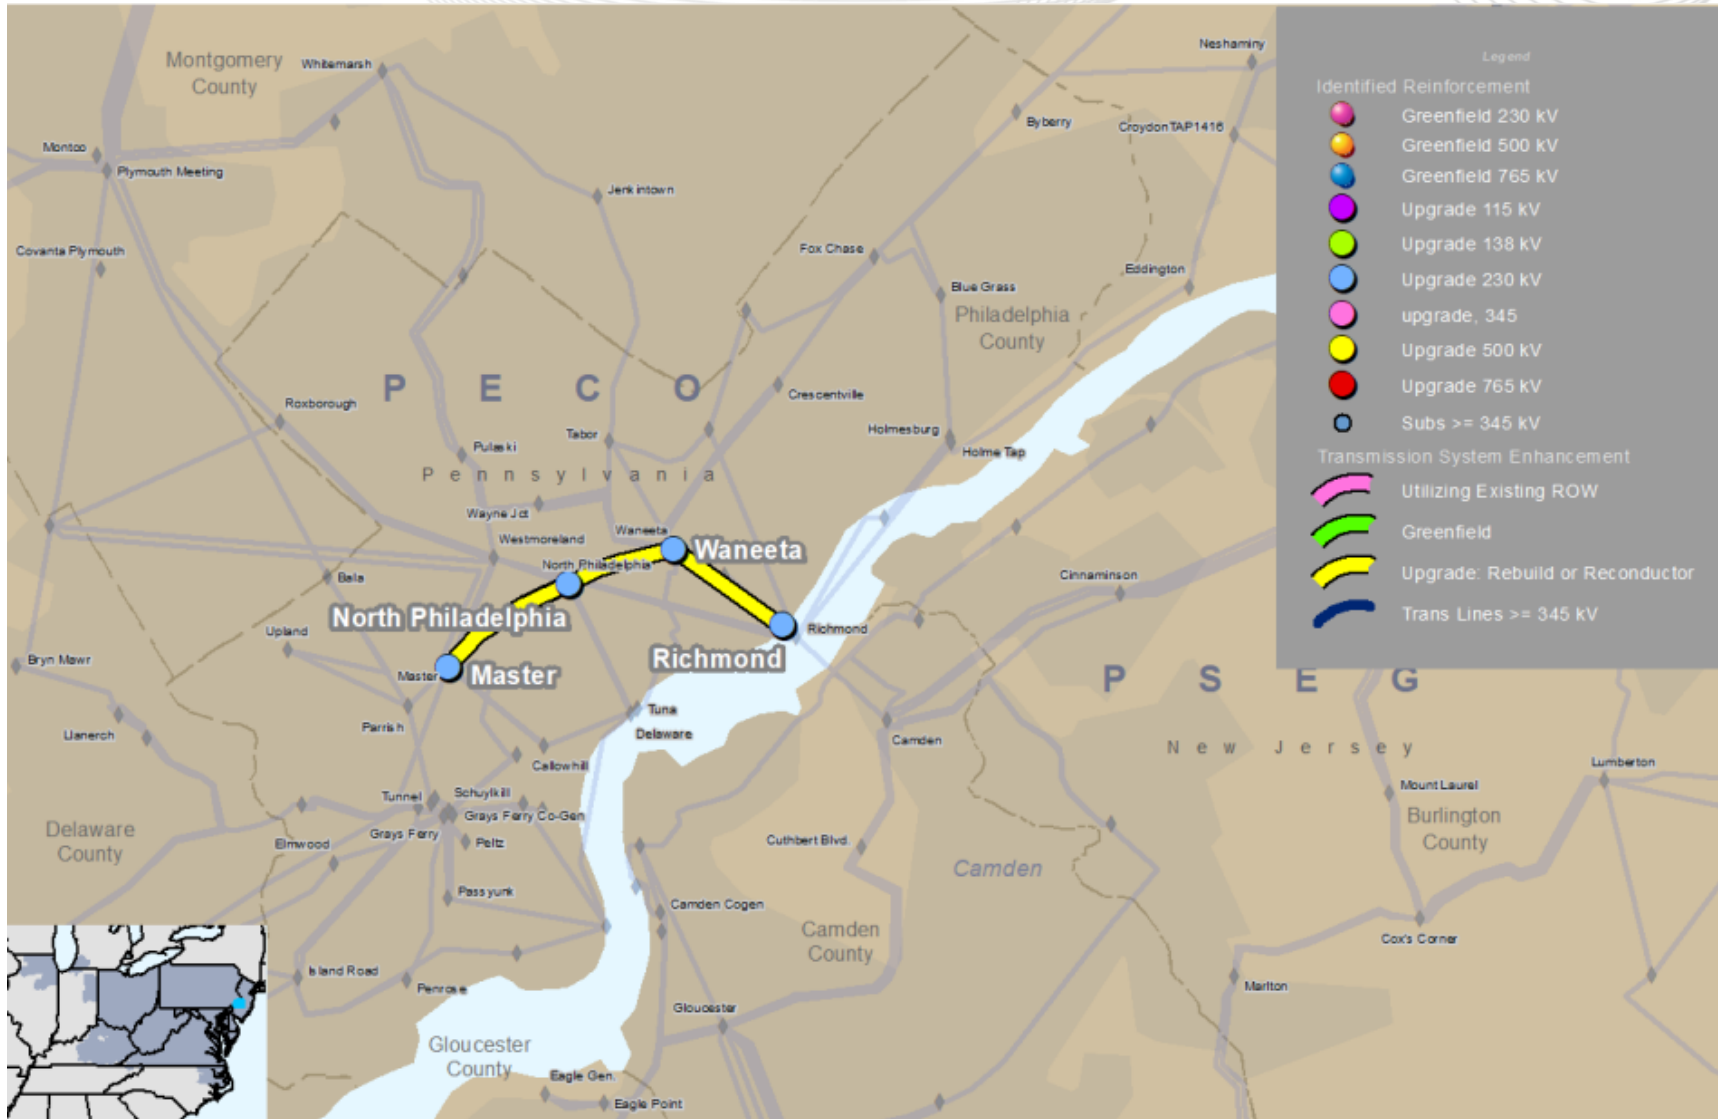 Legend
Identified Reinforcement
Greenfield 230 kV
Greenfield 500 kV
Greenfield 765 kV
Upgrade 115 kV
Upgrade 138 kV
Upgrade 230 kV
upgrade, 345
Upgrade 500 kV
Upgrade 765 kV
Subs >= 345 kV
Transmission System Enhancement
Utilizing Existing ROW
Greenfield
Upgrade: Rebuild or Reconductor
Trans Lines >= 345 kV
Montgomery
County
Whitemarsh
Neshaminy
Byberry
CroydonTAP1416
Montco
Plymouth Meeting
Jenkintown
Covanta Plymouth
Fox Chase
Eddington
Blue Grass
Philadelphia
County
PECO
Roxborough
Crescentville
Tabor
Holmesburg
Holme Tap
Pulaski
Pennsylvania
Wayne Jct
Waneeta
Westmoreland
Waneeta
North Philadelphia
Bala
Cinnaminson
North Philadelphia
Upland
Richmond
Bryn Mawr
Richmond
Master
Master
PSEG
Tuna
Parrish
Delaware
Llanerch
Camden
New Jersey
Callowhill
Lumberton
Mount Laurel
Tunnel
Schuylkill
Grays Ferry Co-Gen
Burlington
County
Delaware
County
Grays Ferry
Elmwood
Peltz
Cuthbert Blvd.
Camden
Passyunk
Camden Cogen
Camden
County
Cox's Corner
Island Road
Penrose
Marlton
Gloucester
Gloucester
County
Eagle Gen.
Eagle Point